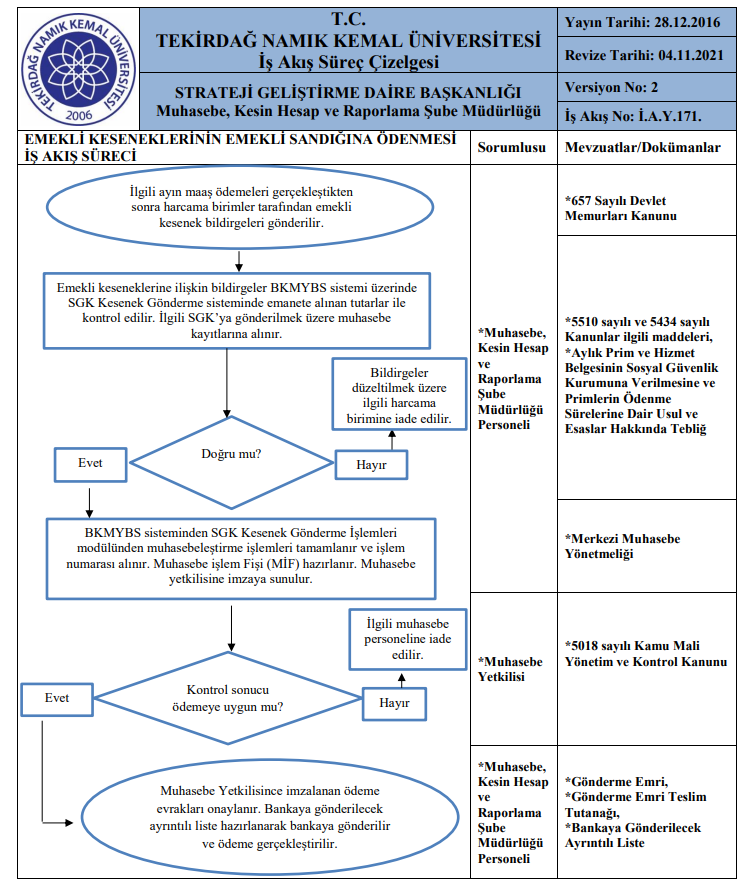 TEKİRDAĞ NAMIK KEMAL ÜNİVERSİTESİ
2006
T.C.
TEKİRDAĞ NAMIK KEMAL ÜNİVERSİTESİ
İş Akış Süreç Çizelgesi
STRATEJİ GELİŞTİRME DAİRE BAŞKANLIĞI
Muhasebe, Kesin Hesap ve Raporlama Şube Müdürlüğü
Yayın Tarihi: 28.12.2016
Revize Tarihi: 04.11.2021
Versiyon No: 2
İş Akış No: İ.A.Y.171.
EMEKLİ KESENEKLERİNİN EMEKLİ SANDIĞINA ÖDENMESİ
İŞ AKIŞ SÜRECİ
Sorumlusu
Mevzuatlar/Dokümanlar
İlgili ayın maaş ödemeleri gerçekleştikten
sonra harcama birimler tarafından emekli
kesenek bildirgeleri gönderilir.
Emekli keseneklerine ilişkin bildirgeler BKMYBS sistemi üzerinde
SGK Kesenek Gönderme sisteminde emanete alınan tutarlar ile
kontrol edilir. İlgili SGK’ya gönderilmek üzere muhasebe
kayıtlarına alınır.
Bildirgeler
düzeltilmek üzere
ilgili harcama
birimine iade edilir.
Doğru mu?
Evet
Hayır
BKMYBS sisteminden SGK Kesenek Gönderme İşlemleri
modülünden muhasebeleştirme işlemleri tamamlanır ve işlem
numarası alınır. Muhasebe işlem Fişi (MİF) hazırlanır. Muhasebe
yetkilisine imzaya sunulur.
İlgili muhasebe
personeline iade
edilir.
Kontrol sonucu
ödemeye uygun mu?
Evet
Hayır
Muhasebe Yetkilisince imzalanan ödeme
evrakları onaylanır. Bankaya gönderilecek
ayrıntılı liste hazırlanarak bankaya gönderilir
ve ödeme gerçekleştirilir.
*Muhasebe,
Kesin Hesap
ve
Raporlama
Şube
Müdürlüğü
Personeli
*Muhasebe
Yetkilisi
*Muhasebe,
Kesin Hesap
ve
Raporlama
Şube
Müdürlüğü
Personeli
*657 Sayılı Devlet
Memurları Kanunu
*5510 sayılı ve 5434 sayılı
Kanunlar ilgili maddeleri,
*Aylık Prim ve Hizmet
Belgesinin Sosyal Güvenlik
Kurumuna Verilmesine ve
Primlerin Ödenme
Sürelerine Dair Usul ve
Esaslar Hakkında Tebliğ
*Merkezi Muhasebe
Yönetmeliği
*5018 sayılı Kamu Mali
Yönetim ve Kontrol Kanunu
*Gönderme Emri,
*Gönderme Emri Teslim
Tutanağı,
*Bankaya Gönderilecek
Ayrıntılı Liste